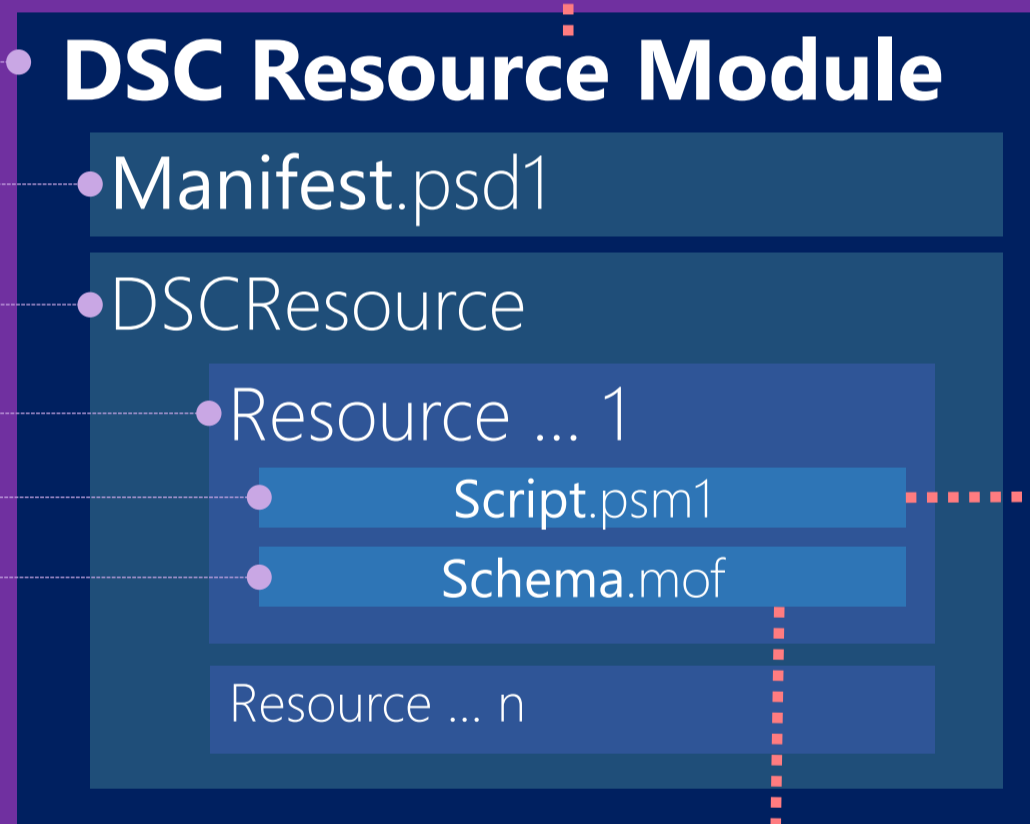 DSC Resource Module
Manifest.psd1
DSCResource
Resource ... 1
Script.psm1
Schema.mof
Resource ... n